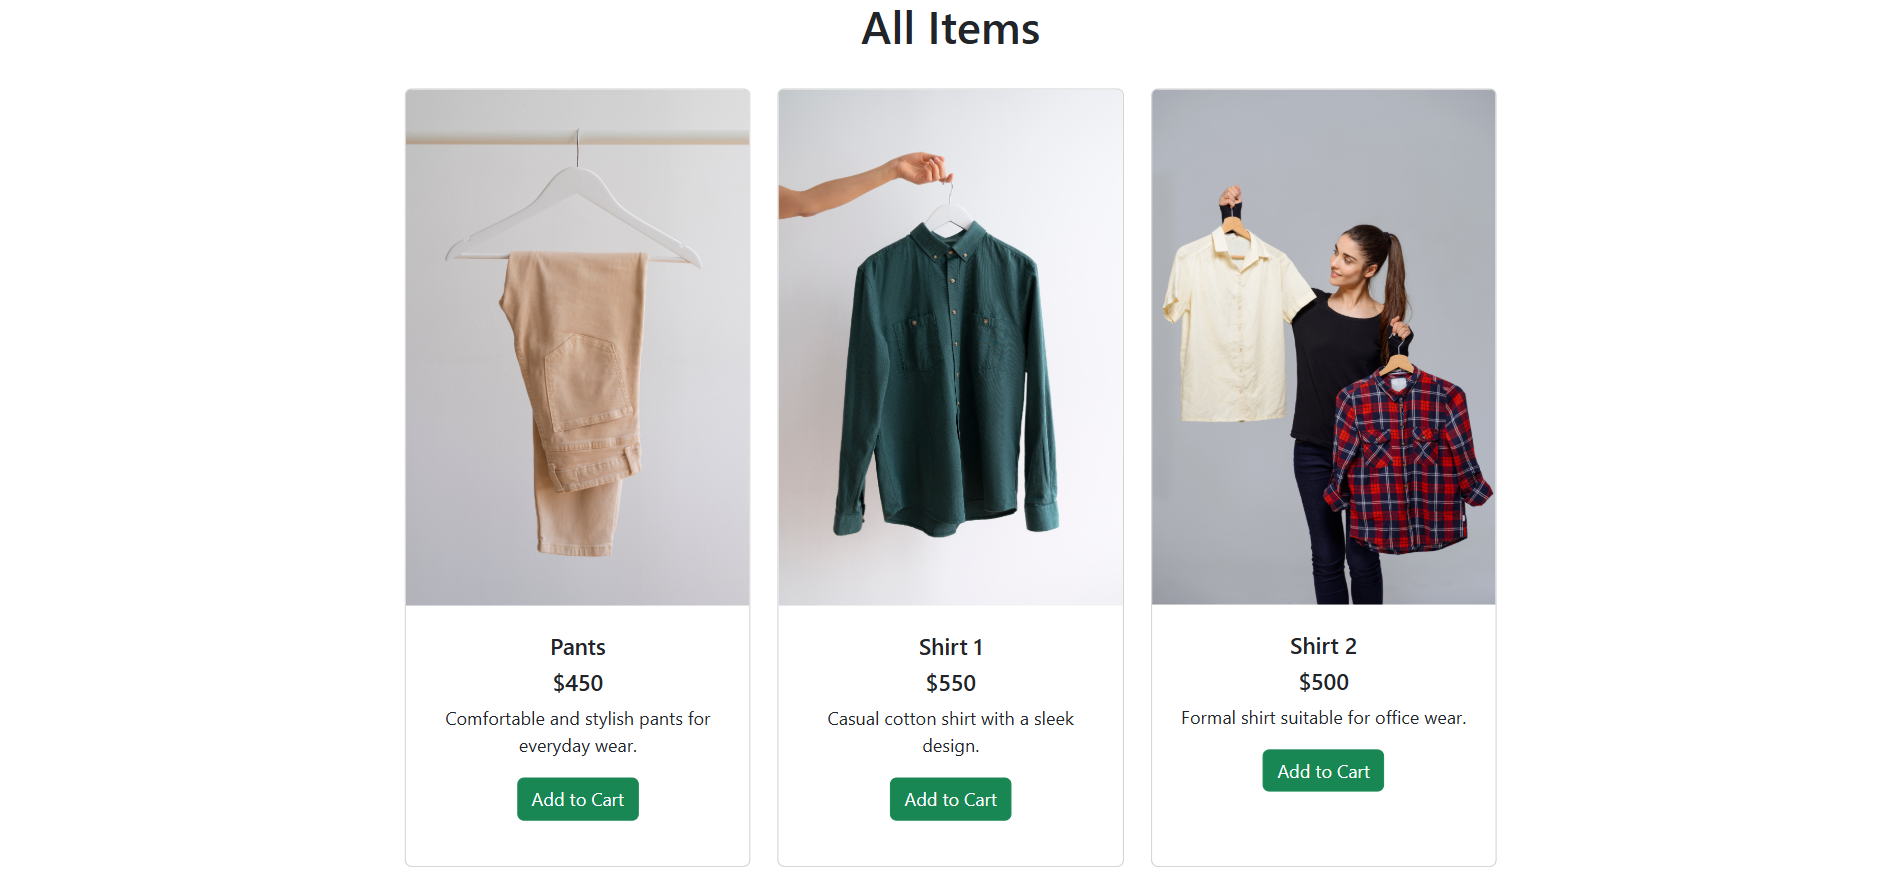 All Items
Pants
$450
Comfortable and stylish pants for
everyday wear.
Add to Cart
Shirt 1
$550
Casual cotton shirt with a sleek
design.
Add to Cart
Shirt 2
$500
Formal shirt suitable for office wear.
Add to Cart